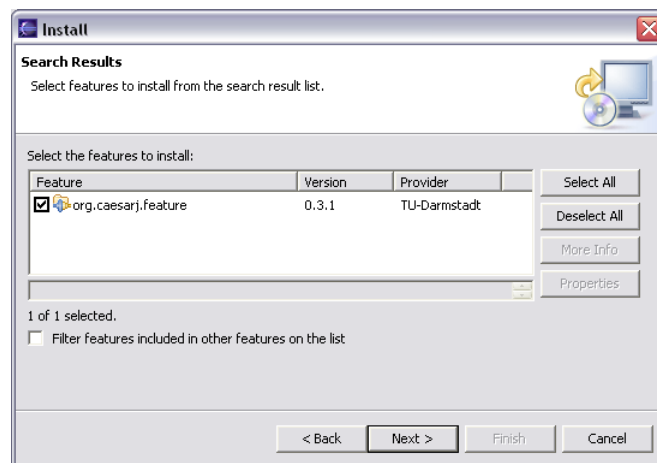 Install
Search Results
Select features to install from the search result list.
Select the features to install:
Feature Version Provider
org.caesarj.feature 0.3.1 TU-Darmstadt
Select All
Deselect All
More Info
Properties
1 of 1 selected.
Filter features included in other features on the list
< Back Next > Finish Cancel